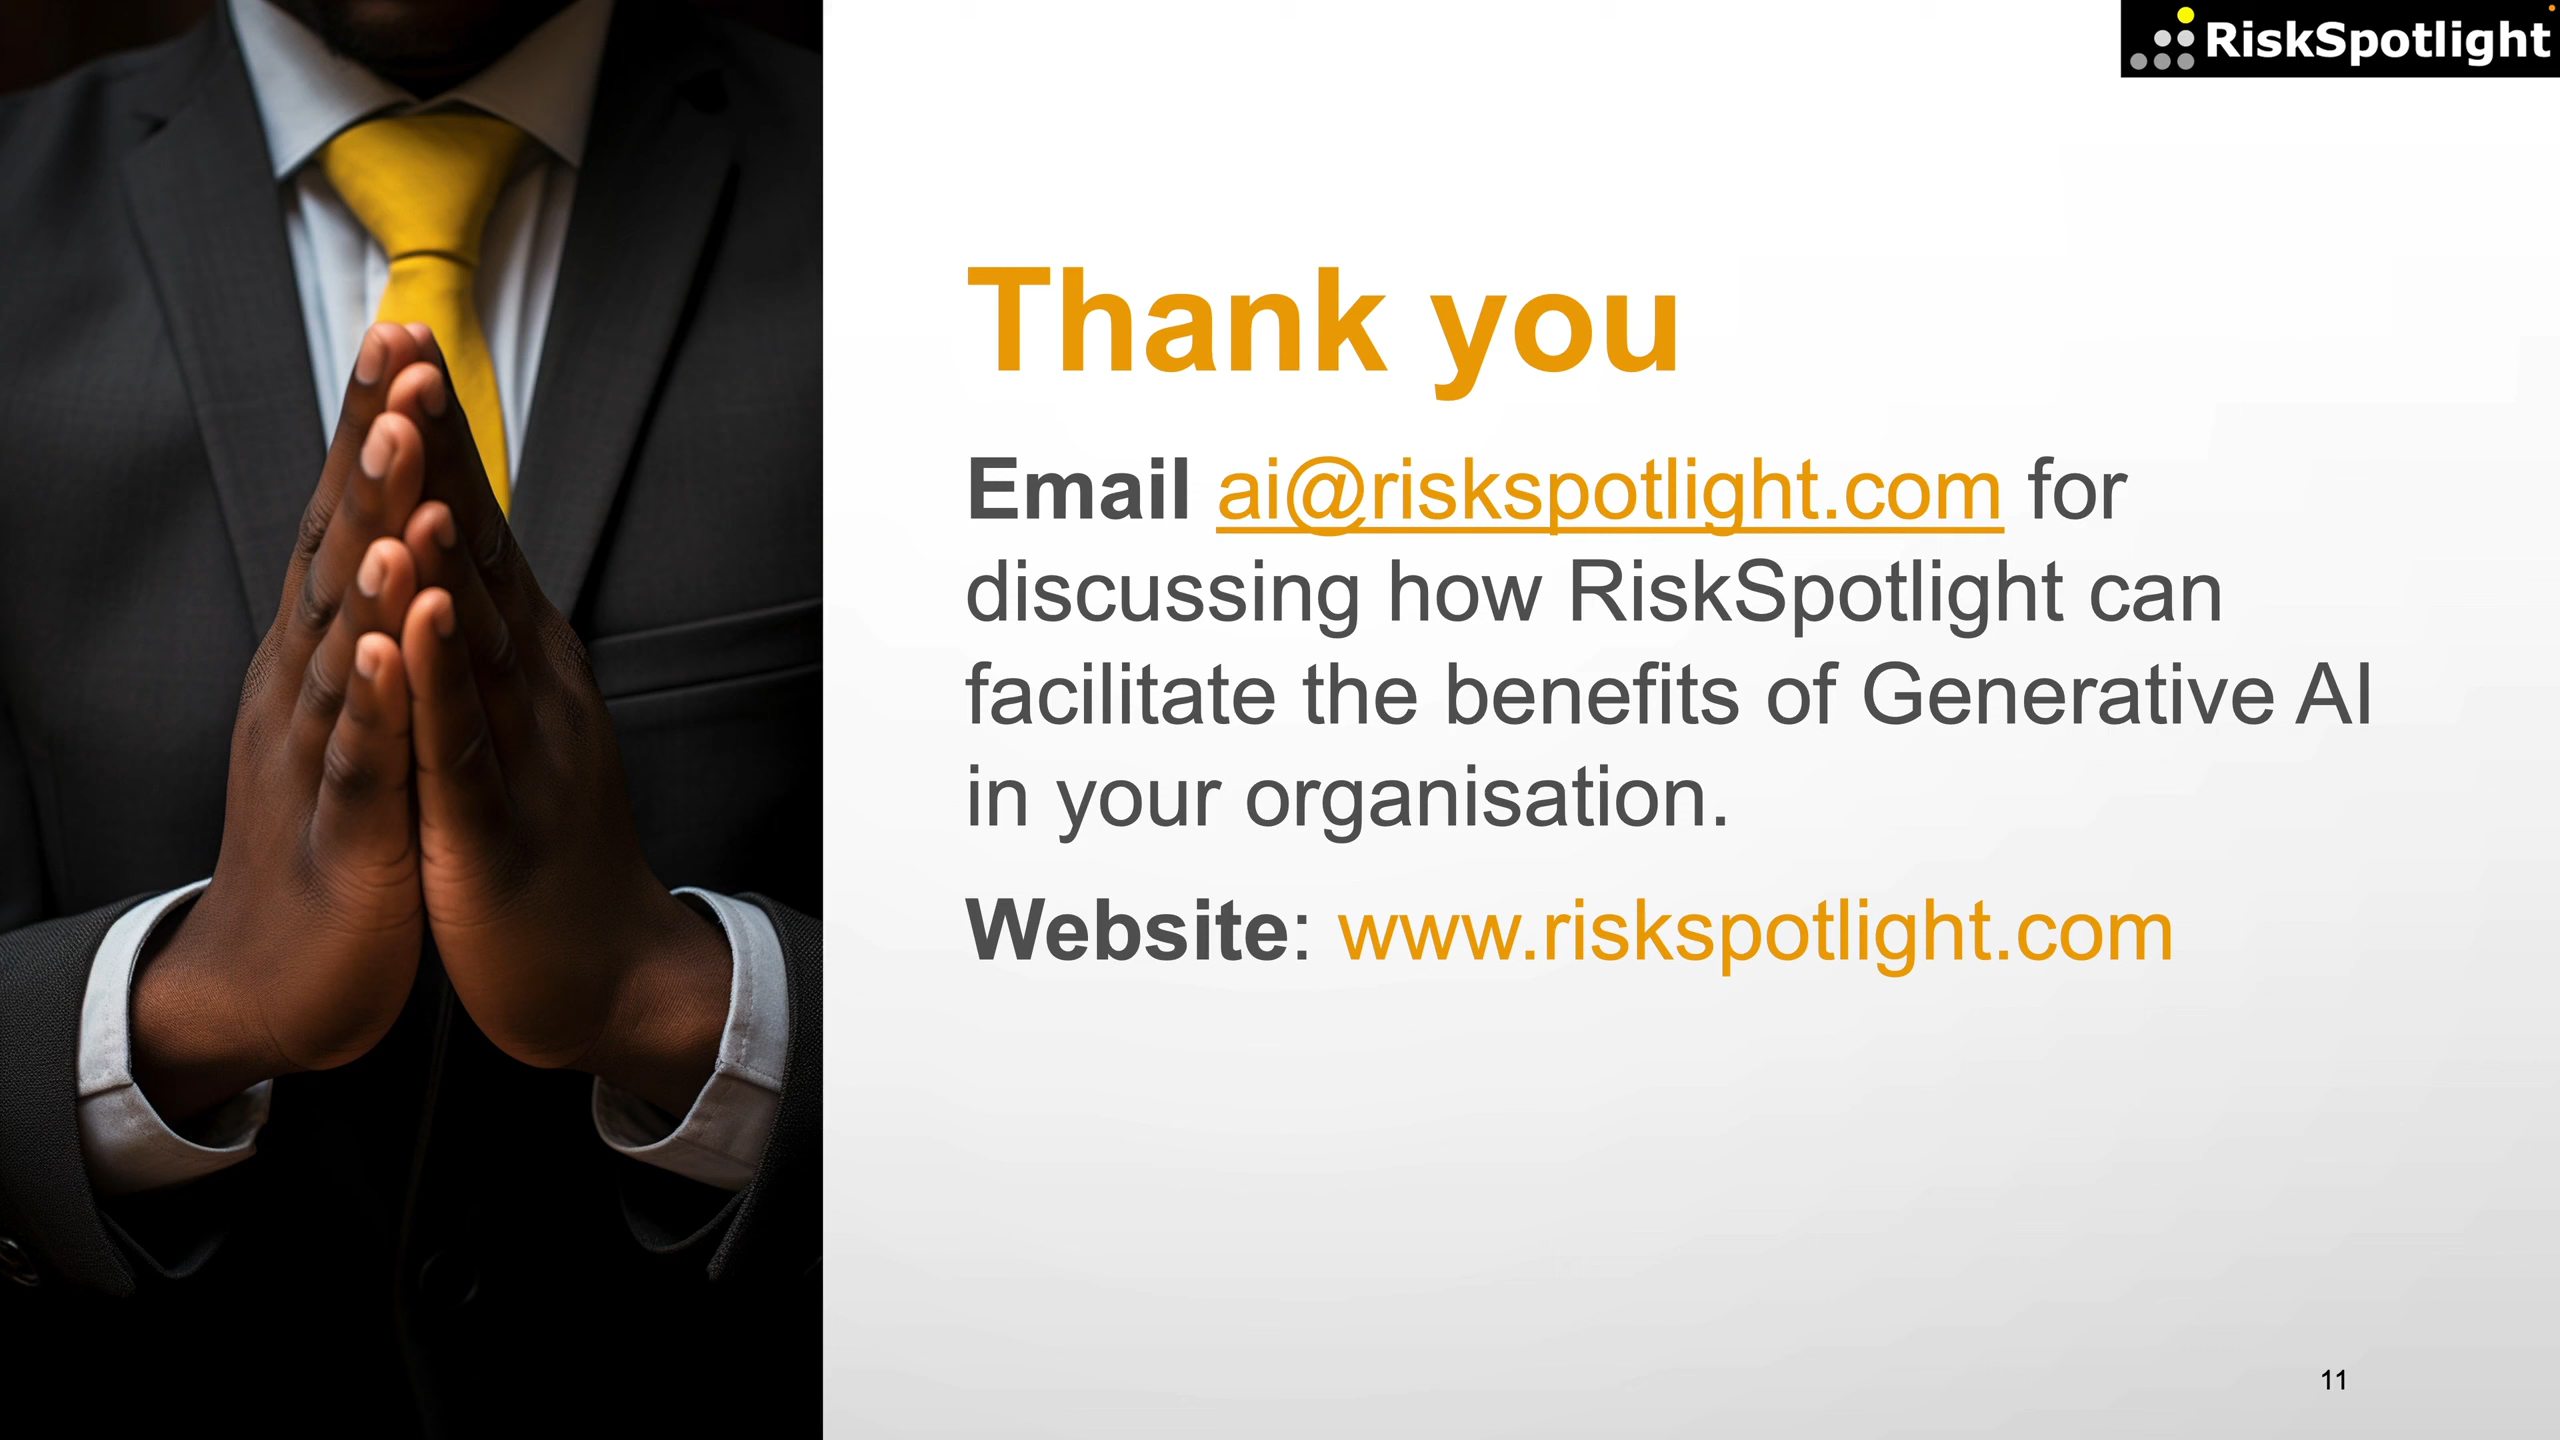 RiskSpotlight
Thank you
Email ai@riskspotlight.com for
discussing how RiskSpotlight can
facilitate the benefits of Generative AI
in your organisation.
Website: www.riskspotlight.com
11